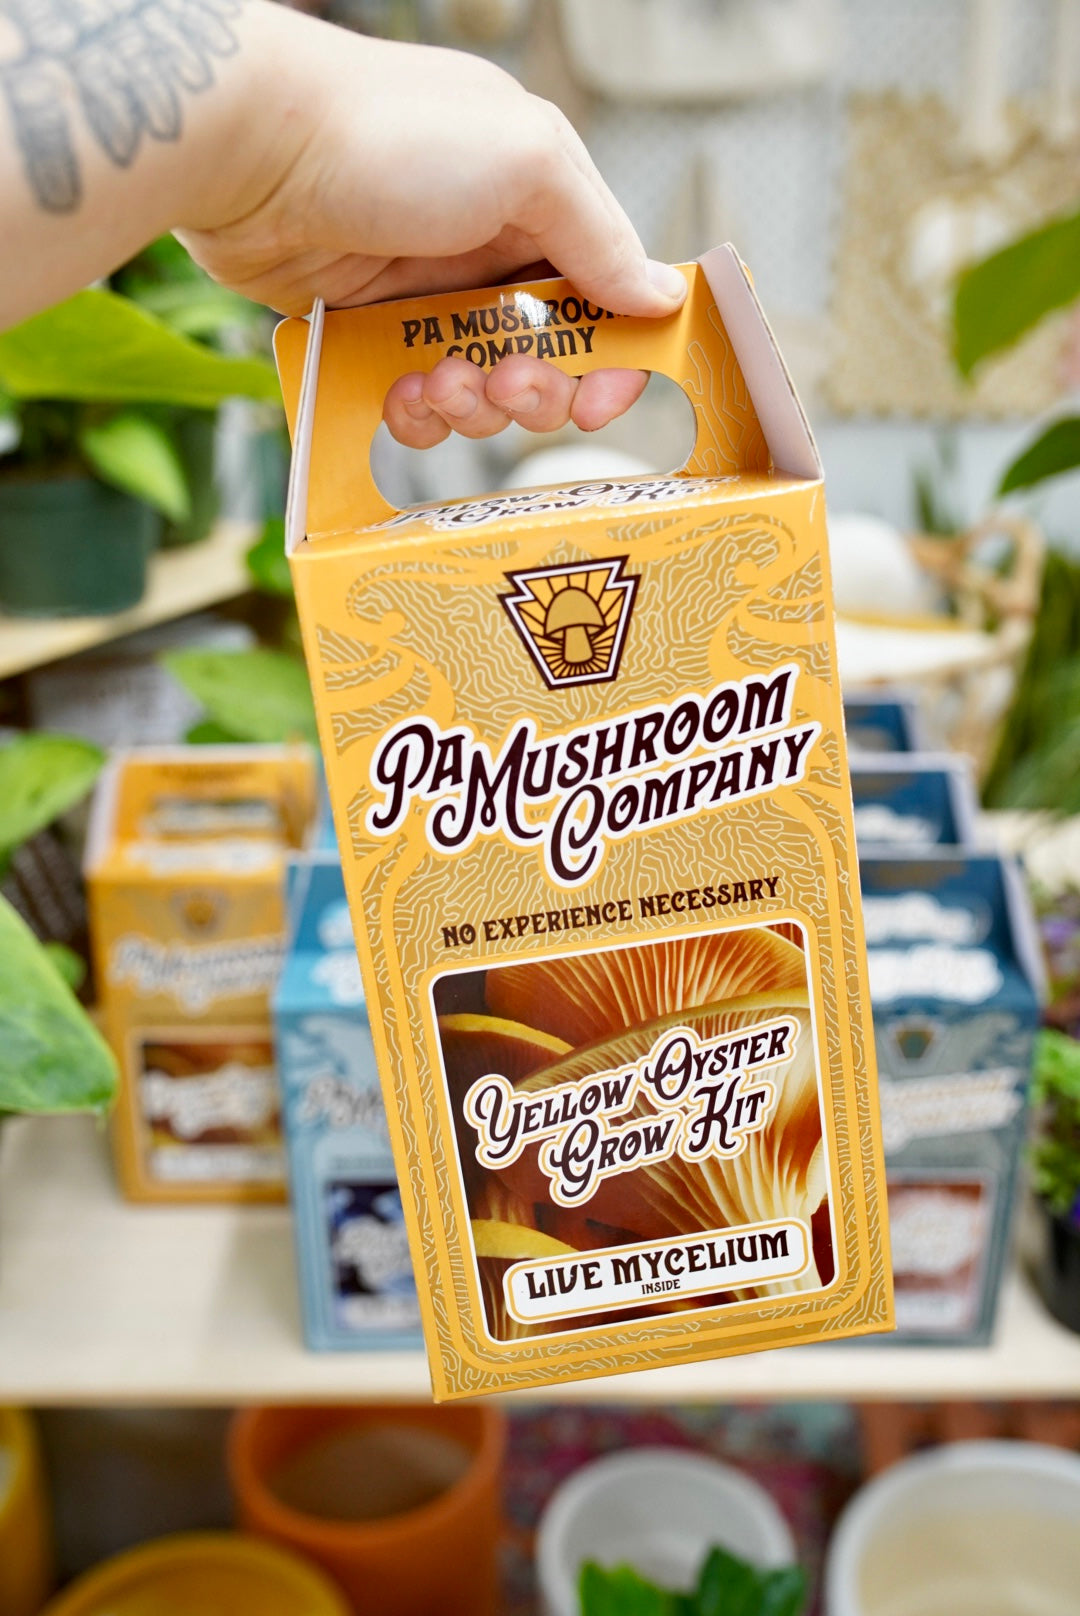 PA MUSHROOM
COMPANY
YELLOW OYSTER
GROW KIT
PA MUSHROOM
COMPANY
NO EXPERIENCE NECESSARY
YELLOW OYSTER
GROW KIT
LIVE MYCELIUM
INSIDE